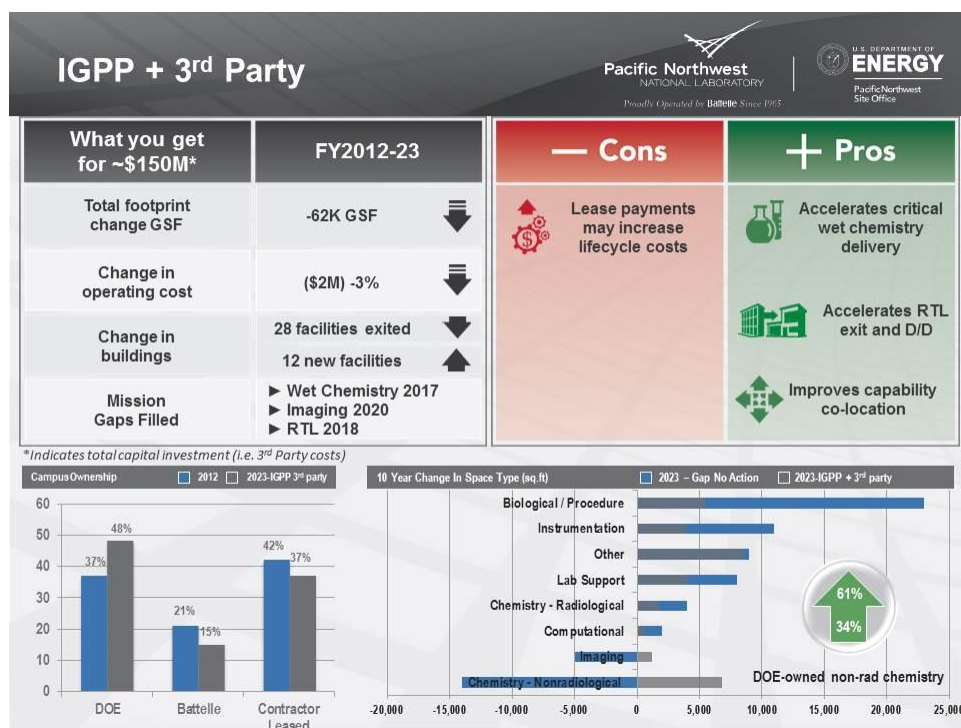 IGPP + 3rd Party
Pacific Northwest
NATIONAL LABORATORY
Proudly Operated by Battelle Since 1965
U.S. DEPARTMENT OF
ENERGY
Pacific Northwest
Site Office
What you get
for ~$150M*
FY2012-23
Total footprint
change GSF
-62K GSF
Change in
operating cost
($2M) -3%
Change in
buildings
28 facilities exited
12 new facilities
Mission
Gaps Filled
► Wet Chemistry 2017
► Imaging 2020
► RTL 2018
— Cons
+ Pros
$
Lease payments
may increase
lifecycle costs
Accelerates critical
wet chemistry
delivery
Accelerates RTL
exit and D/D
Improves capability
co-location
*Indicates total capital investment (i.e. 3rd Party costs)
Campus Ownership
2012
2023-IGPP 3rd party
60
50
40
30
20
10
0
37%
48%
21%
15%
42%
37%
DOE
Battelle
Contractor
Leased
10 Year Change In Space Type (sq.ft)
2023 – Gap No Action
2023-IGPP + 3rd party
Biological / Procedure
Instrumentation
Other
Lab Support
Chemistry - Radiological
Computational
Imaging
Chemistry - Nonradiological
61%
34%
DOE-owned non-rad chemistry
-20,000
-15,000
-10,000
-5,000
0
5,000
10,000
15,000
20,000
25,000